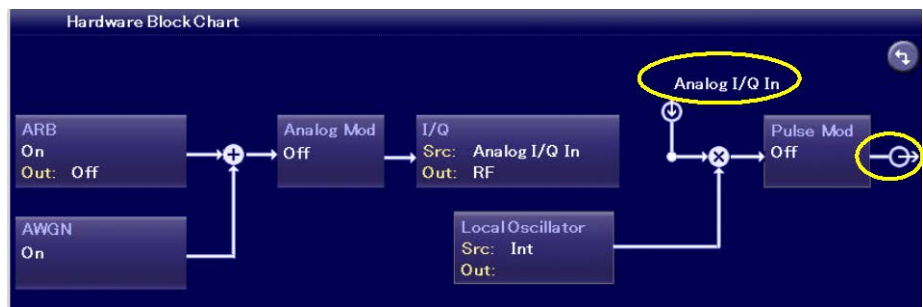 Hardware Block Chart
Analog I/Q In
ARB
On
Out: Off
Analog Mod
Off
I/Q
Src: Analog I/Q In
Out: RF
Pulse Mod
Off
AWGN
On
Local Oscillator
Src: Int
Out: